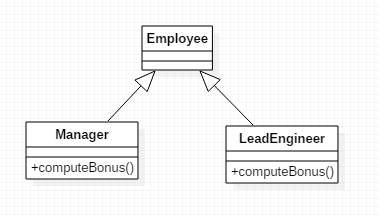 Employee
Manager
+computeBonus()
LeadEngineer
+computeBonus()